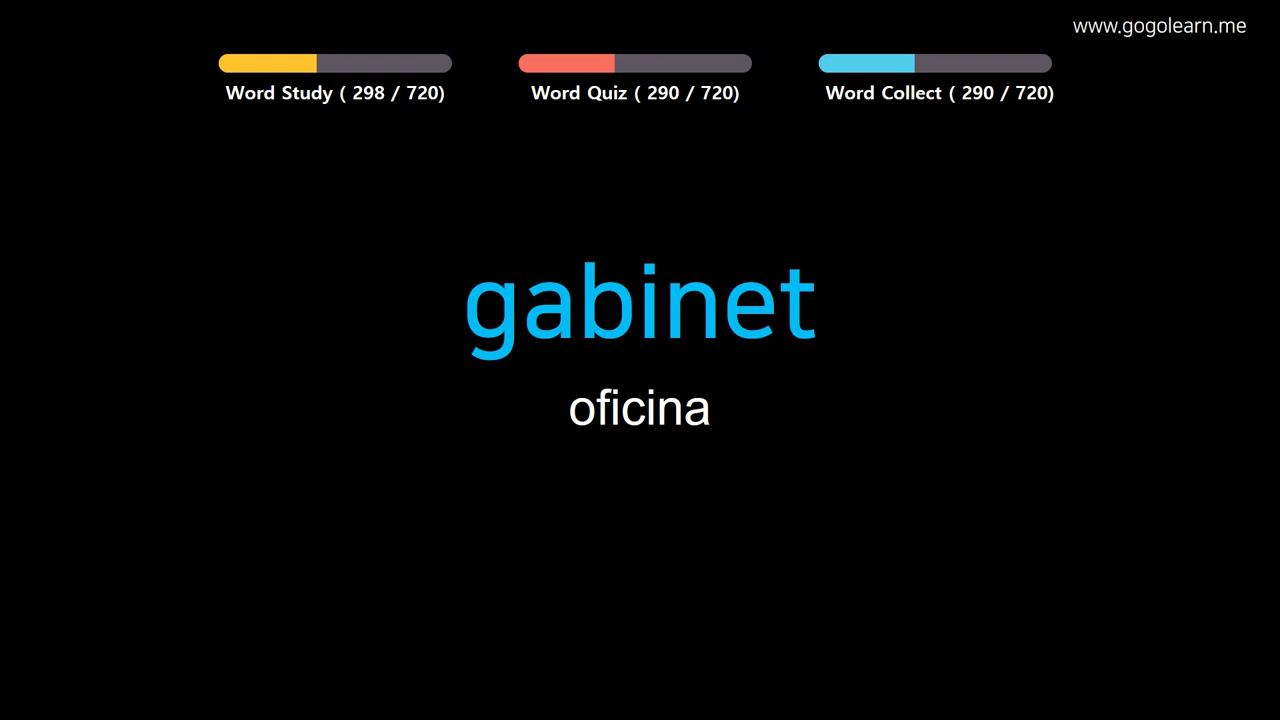 www.gogolearn.me
Word Study ( 298 / 720)
Word Quiz ( 290 / 720)
Word Collect ( 290 / 720)
gabinet
oficina